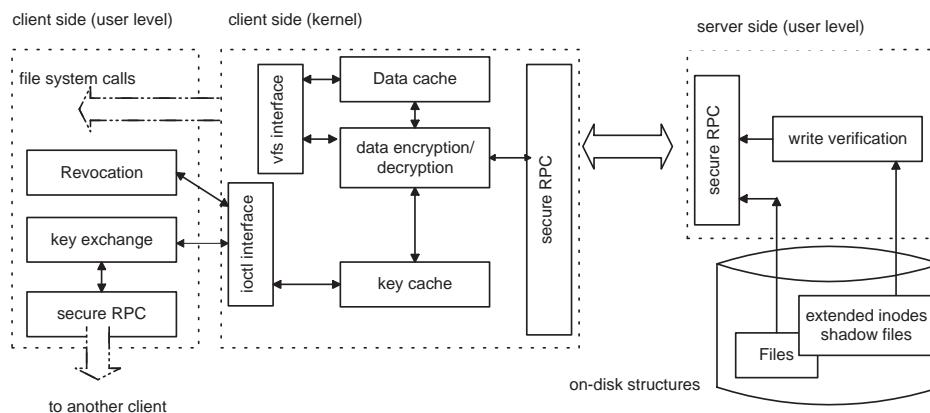 client side (user level)
client side (kernel)
server side (user level)
file system calls
vfs interface
Data cache
data encryption/
decryption
secure RPC
secure RPC
write verification
Revocation
ioctl interface
key exchange
key cache
secure RPC
extended inodes
shadow files
Files
on-disk structures
to another client